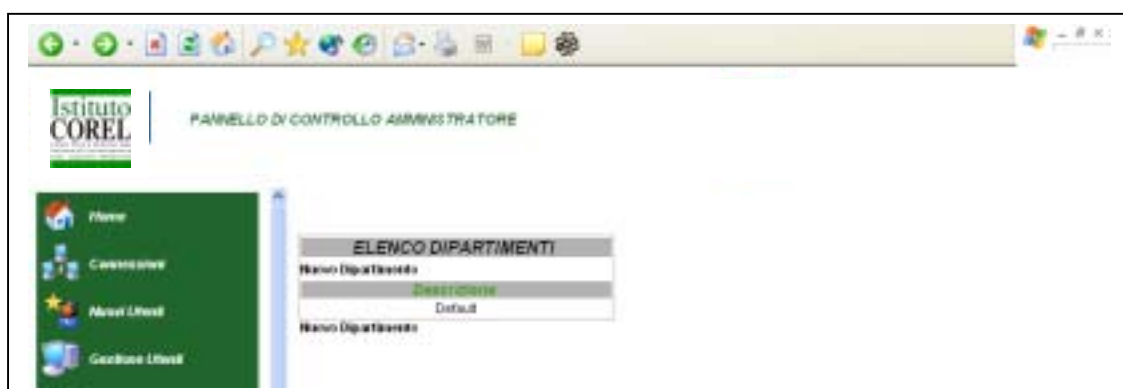 Istituto
COREL
PANNELLO DI CONTROLLO AMMINISTRATORE
Home
Connessioni
Nuovi Utenti
Gestione Utenti
ELENCO DIPARTIMENTI
Nuovo Dipartimento
Descrizione
Default
Nuovo Dipartimento